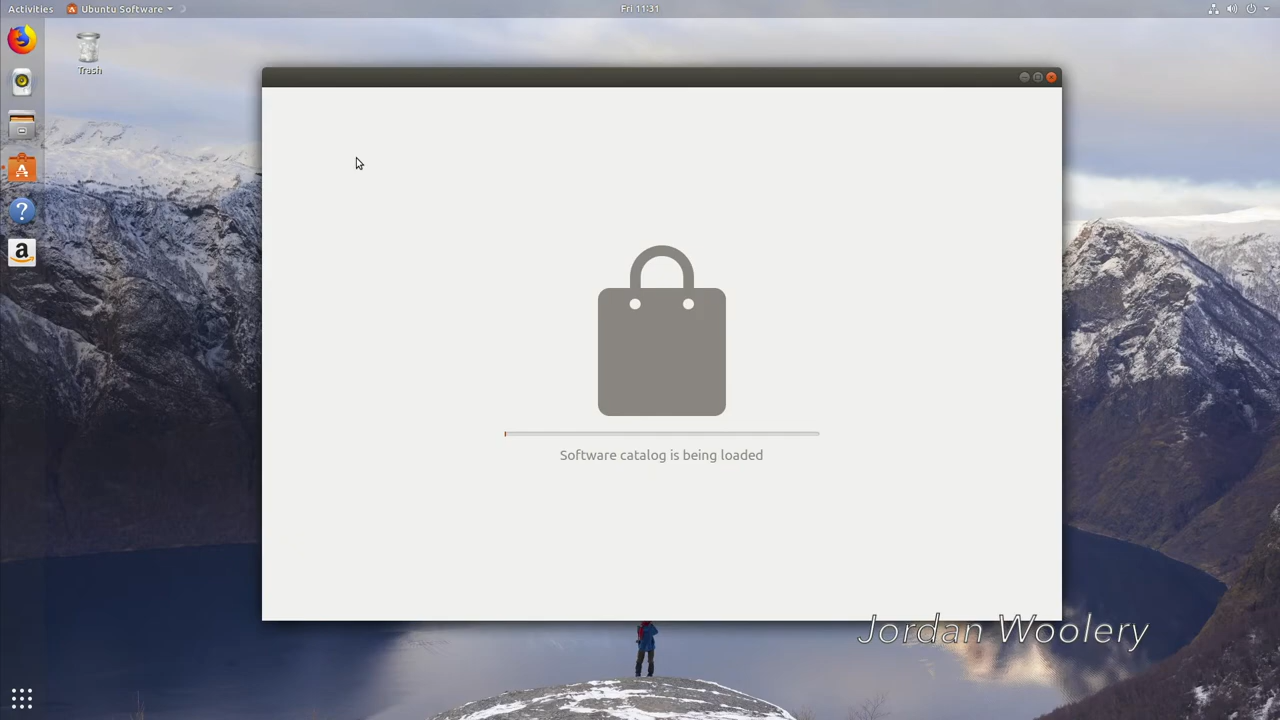 Activities
Ubuntu Software
Fri 11:31
Trash
Software catalog is being loaded
Jordan Woolery